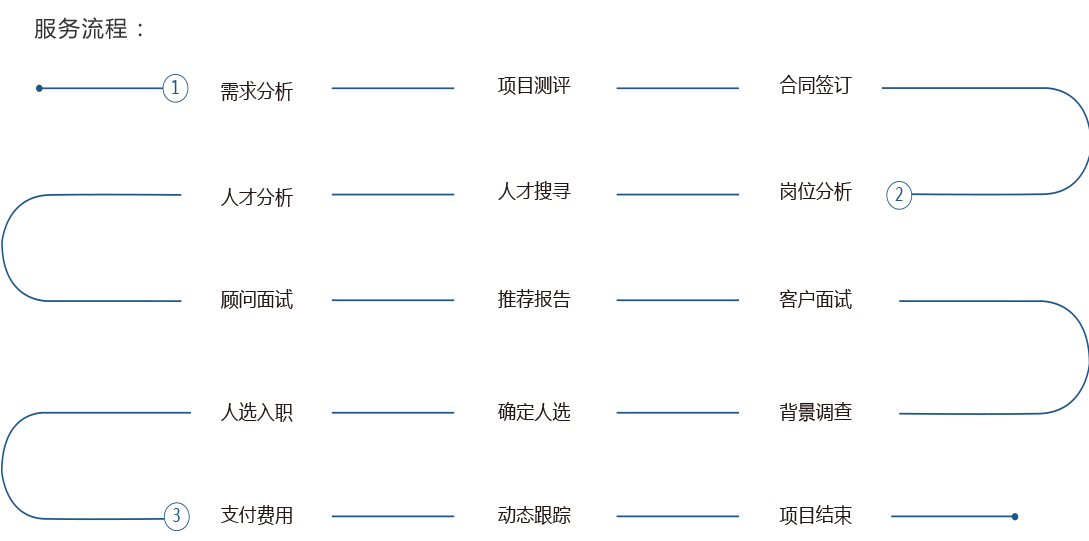 服务流程：
1 需求分析 项目测评 合同签订
人才分析 人才搜寻 岗位分析 2
顾问面试 推荐报告 客户面试
人选入职 确定人选 背景调查
3 支付费用 动态跟踪 项目结束